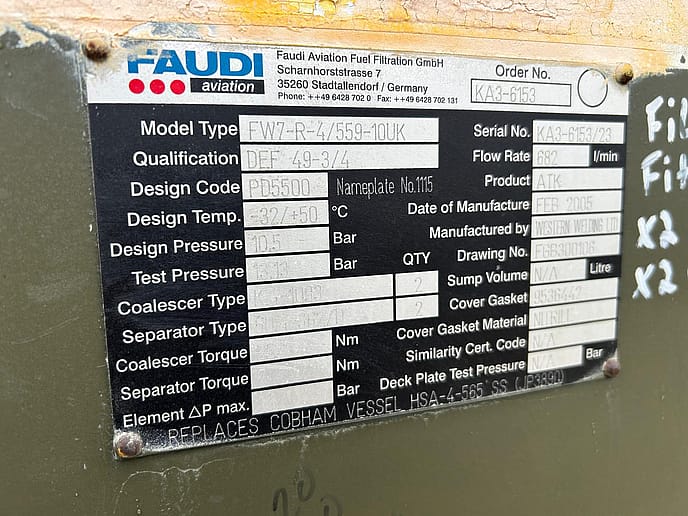 FAUDI
aviation
Faudi Aviation Fuel Filtration GmbH
Scharnhorststrasse 7
35260 Stadtallendorf / Germany
Phone: ++49 6428 702 0 Fax: ++49 6428 702 131
Order No.
KA3-6153
Model Type FW7-R-4/559-10UK
Qualification DEF 49-3/4
Design Code PD5500 Nameplate No.1115
Design Temp. -32/+50 °C
Design Pressure 10.5 Bar
Test Pressure 13.13 Bar
QTY
Coalescer Type 2
Separator Type 2
Coalescer Torque Nm
Separator Torque Nm
Element ΔP max. Bar
Serial No. KA3-6153/23
Flow Rate 682 l/min
Product ATK
Date of Manufacture FEB 2005
Manufactured by WESTERN WELDING LTD
Drawing No. FGB300106
Sump Volume N/A Litre
Cover Gasket 9536442
Cover Gasket Material NITRILE
Similarity Cert. Code N/A
Deck Plate Test Pressure N/A Bar
REPLACES COBHAM VESSEL HSA-4-565 SS (JP3890)
X2
X2